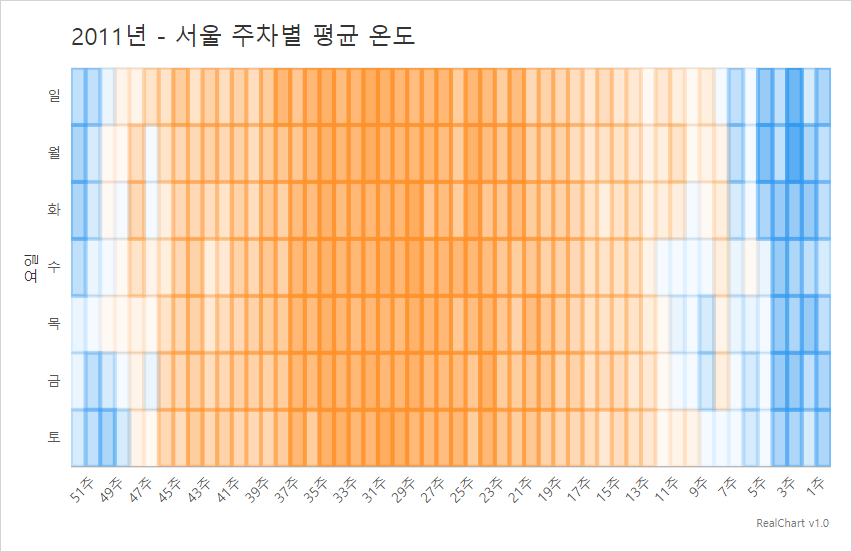 2011년 - 서울 주차별 평균 온도
요일
일
월
화
수
목
금
토
51주 49주 47주 45주 43주 41주 39주 37주 35주 33주 31주 29주 27주 25주 23주 21주 19주 17주 15주 13주 11주 9주 7주 5주 3주 1주
RealChart v1.0